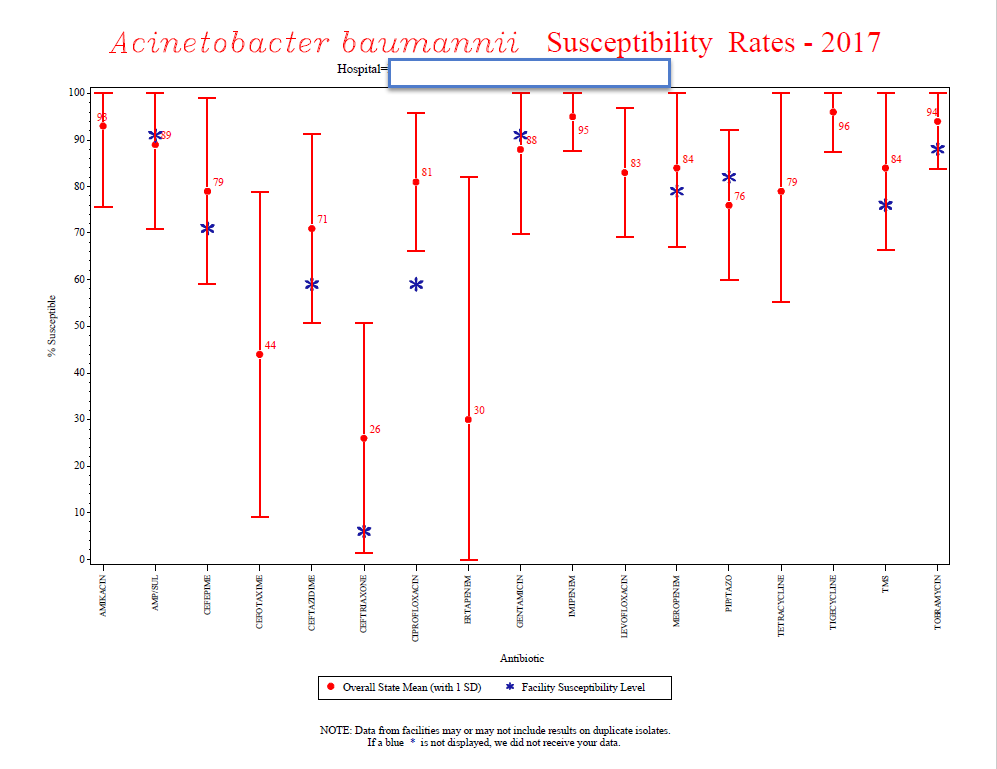 Acinetobacter baumannii Susceptibility Rates - 2017
Hospital=
100
90
80
70
60
50
40
30
20
10
0
% Susceptible
93
89
79
44
71
26
81
30
88
95
83
84
76
79
96
84
94
AMIKACIN
AMP/SUL
CEFEPIME
CEFOTAXIME
CEFTAZIDIME
CEFTRIAXONE
CIPROFLOXACIN
ERTAPENEM
GENTAMICIN
IMIPENEM
LEVOFLOXACIN
MEROPENEM
PIP/TAZO
TETRACYCLINE
TIGECYCLINE
TMS
TOBRAMYCIN
Antibiotic
Overall State Mean (with 1 SD) * Facility Susceptibility Level
NOTE: Data from facilities may or may not include results on duplicate isolates.
If a blue * is not displayed, we did not receive your data.